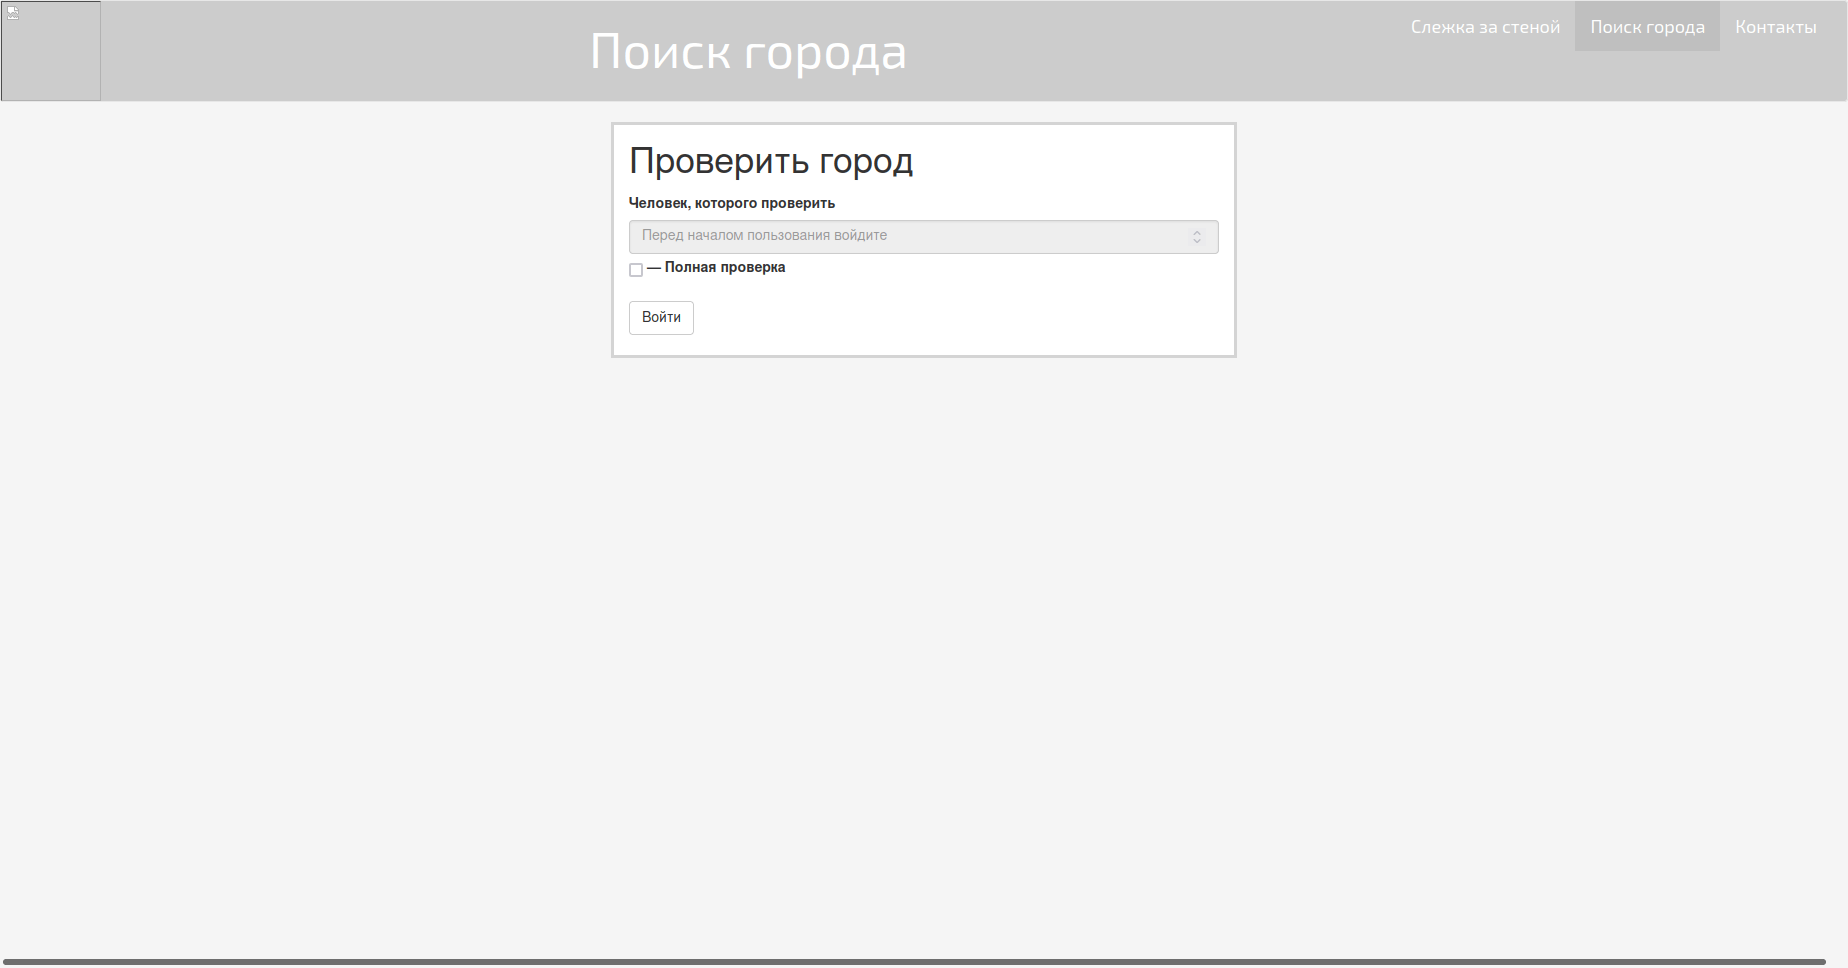 Поиск города
Слежка за стеной
Поиск города
Контакты
Проверить город
Человек, которого проверить
Перед началом пользования войдите
— Полная проверка
Войти